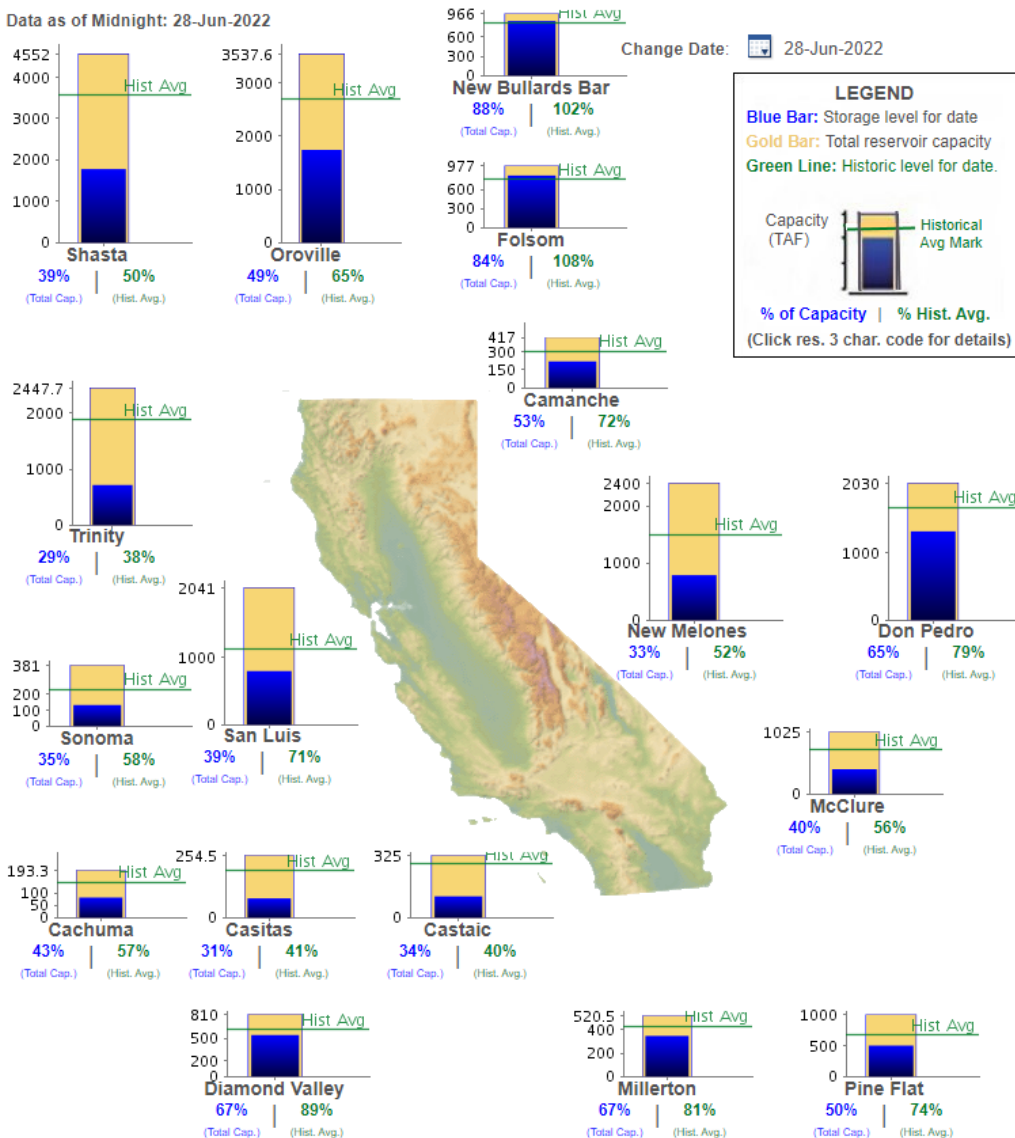 Data as of Midnight: 28-Jun-2022
Change Date: 28-Jun-2022
4552
4000
3000
2000
1000
0
Hist Avg
Shasta
39% | 50%
(Total Cap.) (Hist. Avg.)
3537.6
3000
2000
1000
0
Hist Avg
Oroville
49% | 65%
(Total Cap.) (Hist. Avg.)
966
600
300
0
Hist Avg
New Bullards Bar
88% | 102%
(Total Cap.) (Hist. Avg.)
977
600
300
0
Hist Avg
Folsom
84% | 108%
(Total Cap.) (Hist. Avg.)
LEGEND
Blue Bar: Storage level for date
Gold Bar: Total reservoir capacity
Green Line: Historic level for date.
Capacity
(TAF)
Historical
Avg Mark
% of Capacity | % Hist. Avg.
(Click res. 3 char. code for details)
417
300
150
0
Hist Avg
Camanche
53% | 72%
(Total Cap.) (Hist. Avg.)
2447.7
2000
1000
0
Hist Avg
Trinity
29% | 38%
(Total Cap.) (Hist. Avg.)
2400
2000
1000
0
Hist Avg
New Melones
33% | 52%
(Total Cap.) (Hist. Avg.)
2030
1000
0
Hist Avg
Don Pedro
65% | 79%
(Total Cap.) (Hist. Avg.)
381
200
100
0
Hist Avg
Sonoma
35% | 58%
(Total Cap.) (Hist. Avg.)
2041
1000
0
Hist Avg
San Luis
39% | 71%
(Total Cap.) (Hist. Avg.)
1025
0
Hist Avg
McClure
40% | 56%
(Total Cap.) (Hist. Avg.)
193.3
100
50
0
Hist Avg
Cachuma
43% | 57%
(Total Cap.) (Hist. Avg.)
254.5
0
Hist Avg
Casitas
31% | 41%
(Total Cap.) (Hist. Avg.)
325
0
Hist Avg
Castaic
34% | 40%
(Total Cap.) (Hist. Avg.)
810
500
200
0
Hist Avg
Diamond Valley
67% | 89%
(Total Cap.) (Hist. Avg.)
520.5
400
200
0
Hist Avg
Millerton
67% | 81%
(Total Cap.) (Hist. Avg.)
1000
500
0
Hist Avg
Pine Flat
50% | 74%
(Total Cap.) (Hist. Avg.)